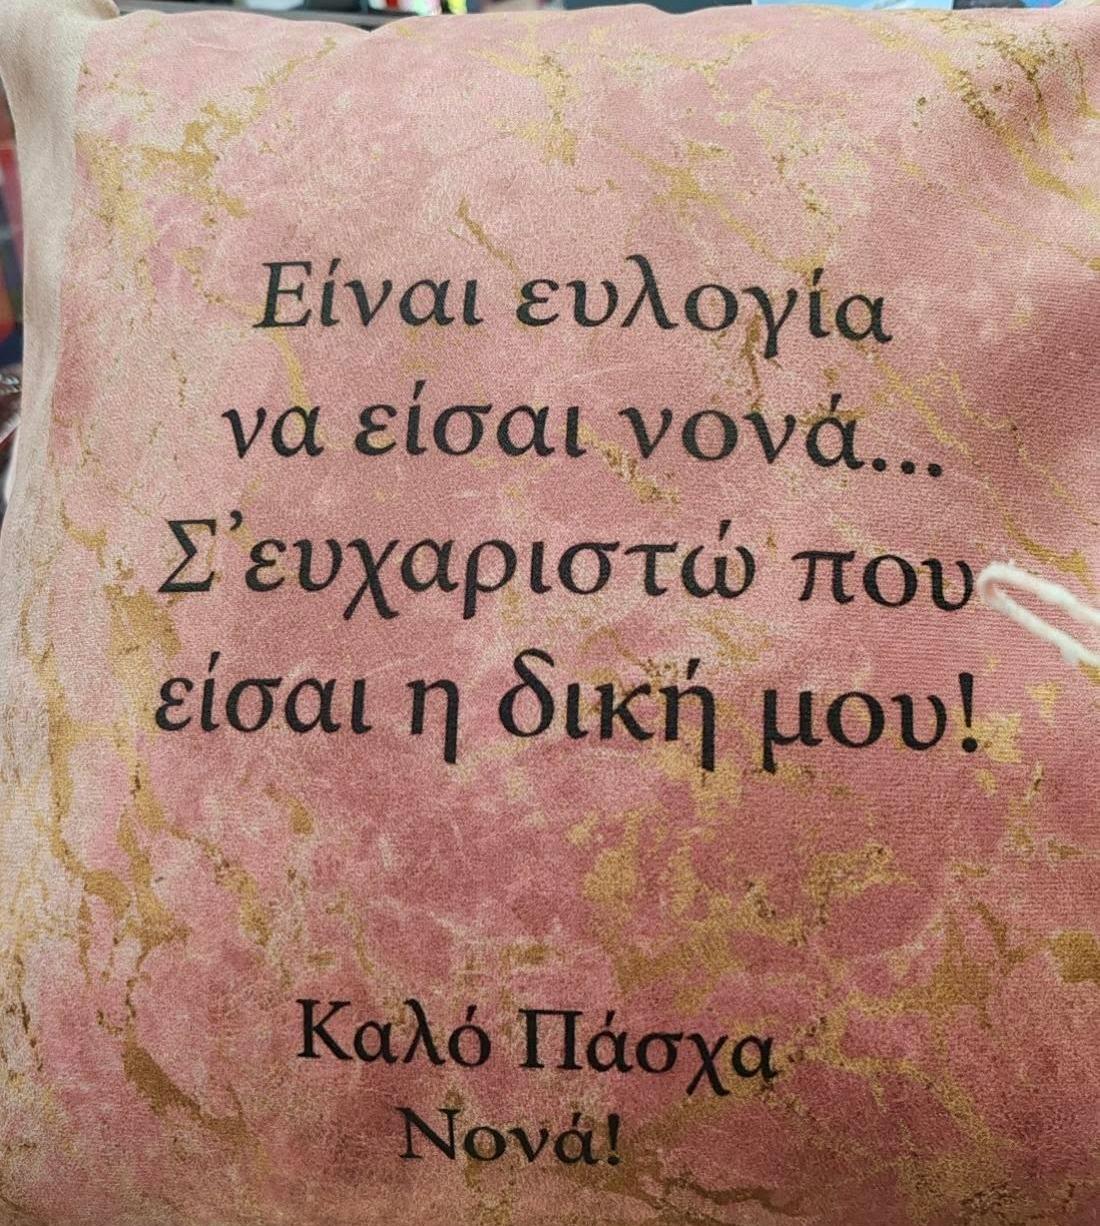 Είναι ευλογία
να είσαι νονά...
Σ'ευχαριστώ που
είσαι η δική μου!
Καλό Πάσχα
Νονά!